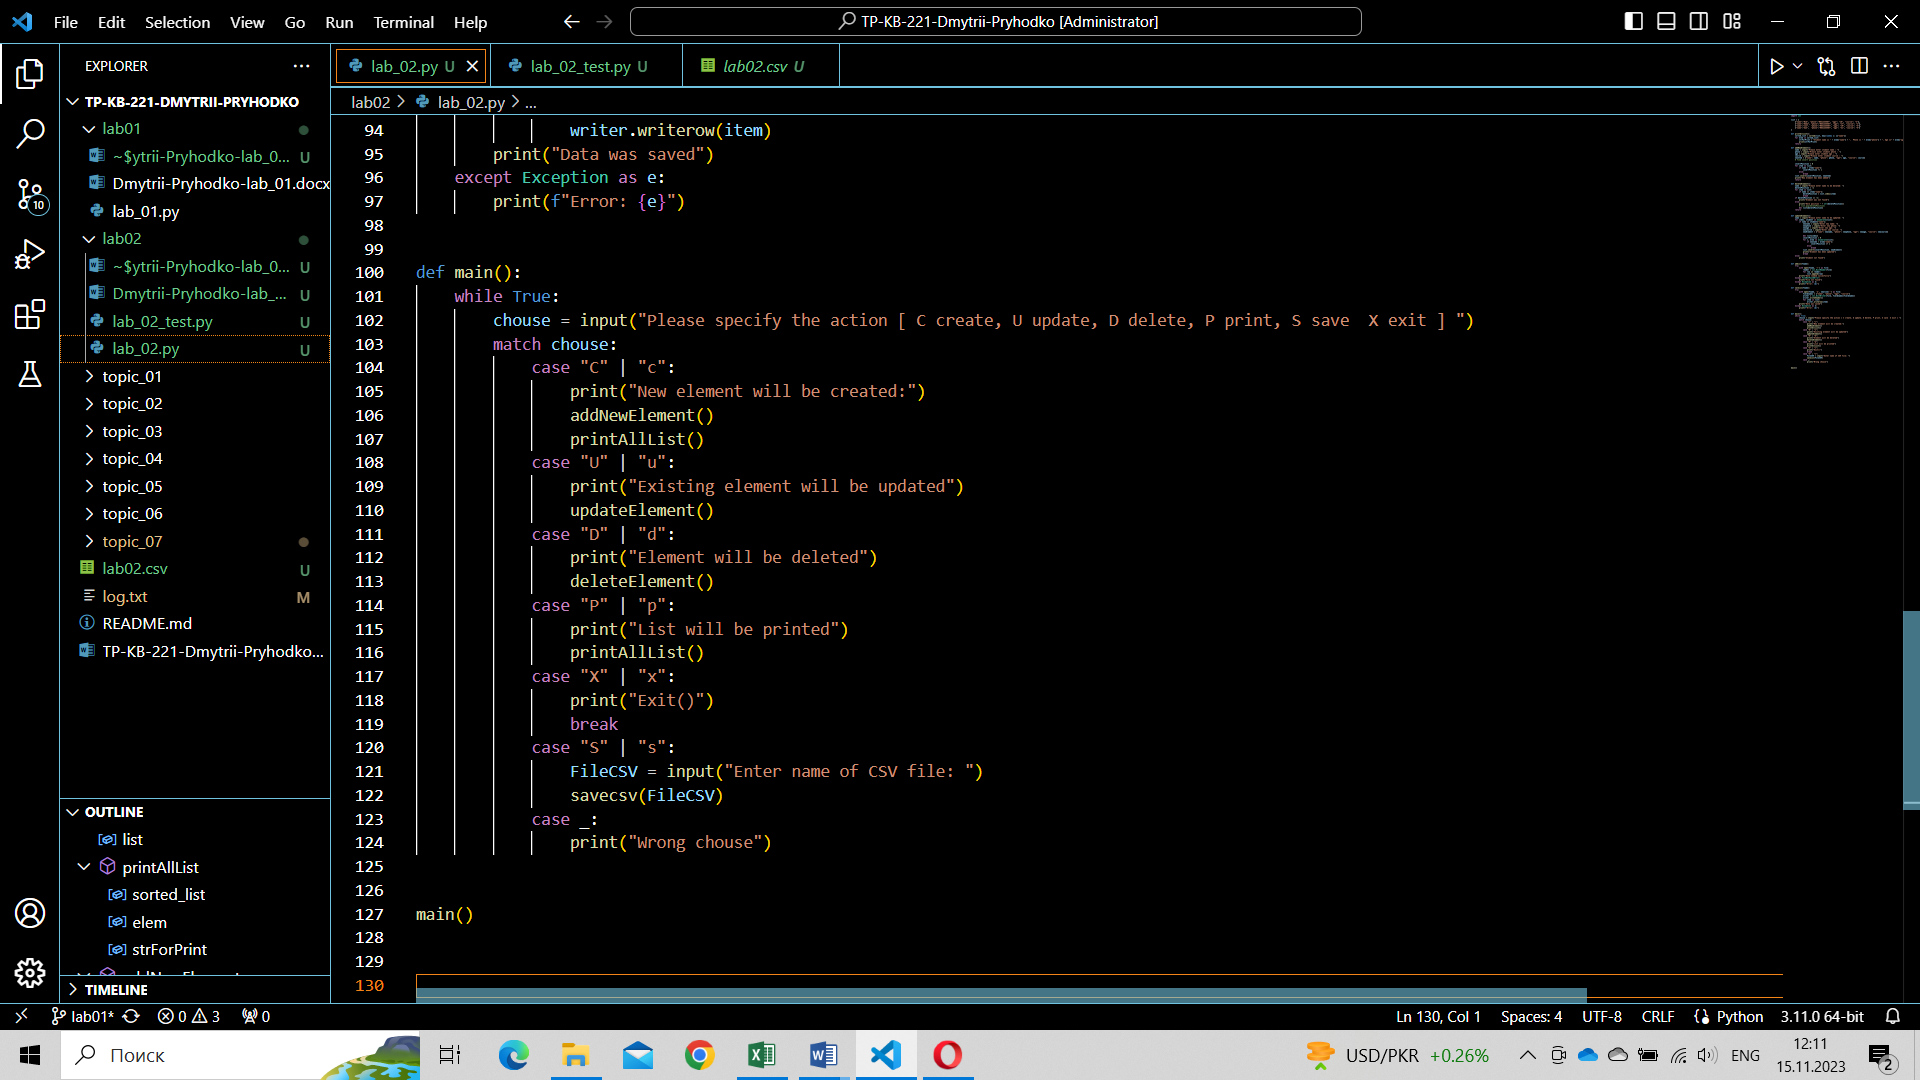 File Edit Selection View Go Run Terminal Help
TP-KB-221-Dmytrii-Pryhodko [Administrator]
EXPLORER
TP-KB-221-DMYTRII-PRYHODKO
lab01
~$ytrii-Pryhodko-lab_0... U
Dmytrii-Pryhodko-lab_01.docx
lab_01.py
lab02
~$ytrii-Pryhodko-lab_0... U
Dmytrii-Pryhodko-lab_... U
lab_02_test.py U
lab_02.py U
topic_01
topic_02
topic_03
topic_04
topic_05
topic_06
topic_07
lab02.csv U
log.txt M
README.md
TP-KB-221-Dmytrii-Pryhodko...
10
OUTLINE
list
printAllList
sorted_list
elem
strForPrint
TIMELINE
lab_02.py U
lab_02_test.py U
lab02.csv U
lab02 > lab_02.py > ...
94 writer.writerow(item)
95 print("Data was saved")
96 except Exception as e:
97 print(f"Error: {e}")
98
99
100 def main():
101 while True:
102 chouse = input("Please specify the action [ C create, U update, D delete, P print, S save  X exit ] ")
103 match chouse:
104 case "C" | "c":
105 print("New element will be created:")
106 addNewElement()
107 printAllList()
108 case "U" | "u":
109 print("Existing element will be updated")
110 updateElement()
111 case "D" | "d":
112 print("Element will be deleted")
113 deleteElement()
114 case "P" | "p":
115 print("List will be printed")
116 printAllList()
117 case "X" | "x":
118 print("Exit()")
119 break
120 case "S" | "s":
121 FileCSV = input("Enter name of CSV file: ")
122 savecsv(FileCSV)
123 case _:
124 print("Wrong chouse")
125
126
127 main()
128
129
130
lab01* 0 3 0
Ln 130, Col 1 Spaces: 4 UTF-8 CRLF Python 3.11.0 64-bit
Поиск
USD/PKR +0.26% ENG 12:11
15.11.2023
2